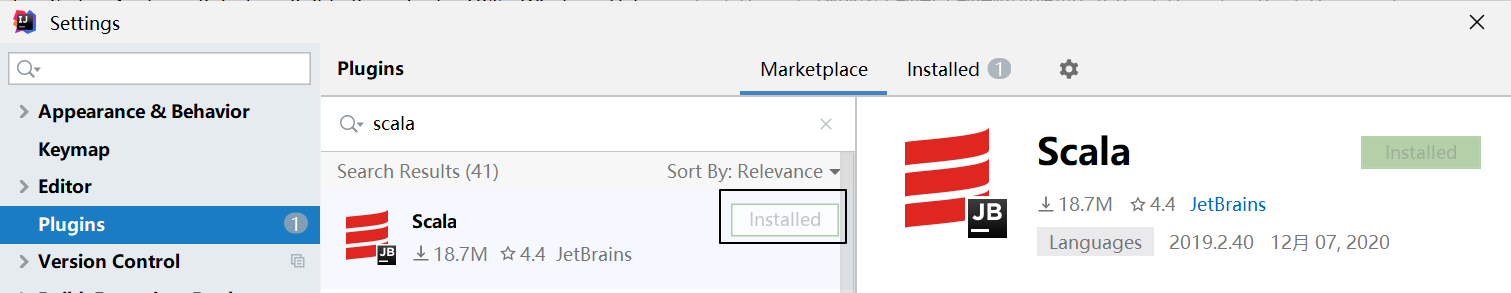 Settings
Plugins
Marketplace
Installed 1
Appearance & Behavior
Keymap
Editor
Plugins 1
Version Control
scala
Search Results (41)
Sort By: Relevance
Scala
Installed
18.7M 4.4 JetBrains
JB
Scala
Installed
18.7M 4.4 JetBrains
JB
Languages 2019.2.40 12月 07, 2020